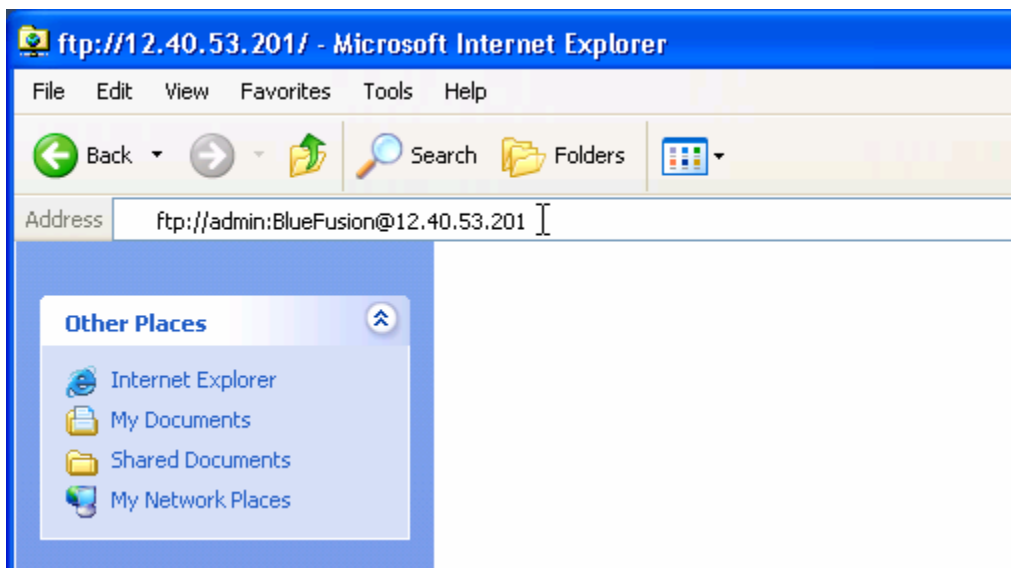 ftp://12.40.53.201/ - Microsoft Internet Explorer
File Edit View Favorites Tools Help
Back Search Folders
Address ftp://admin:BlueFusion@12.40.53.201
Other Places
Internet Explorer
My Documents
Shared Documents
My Network Places